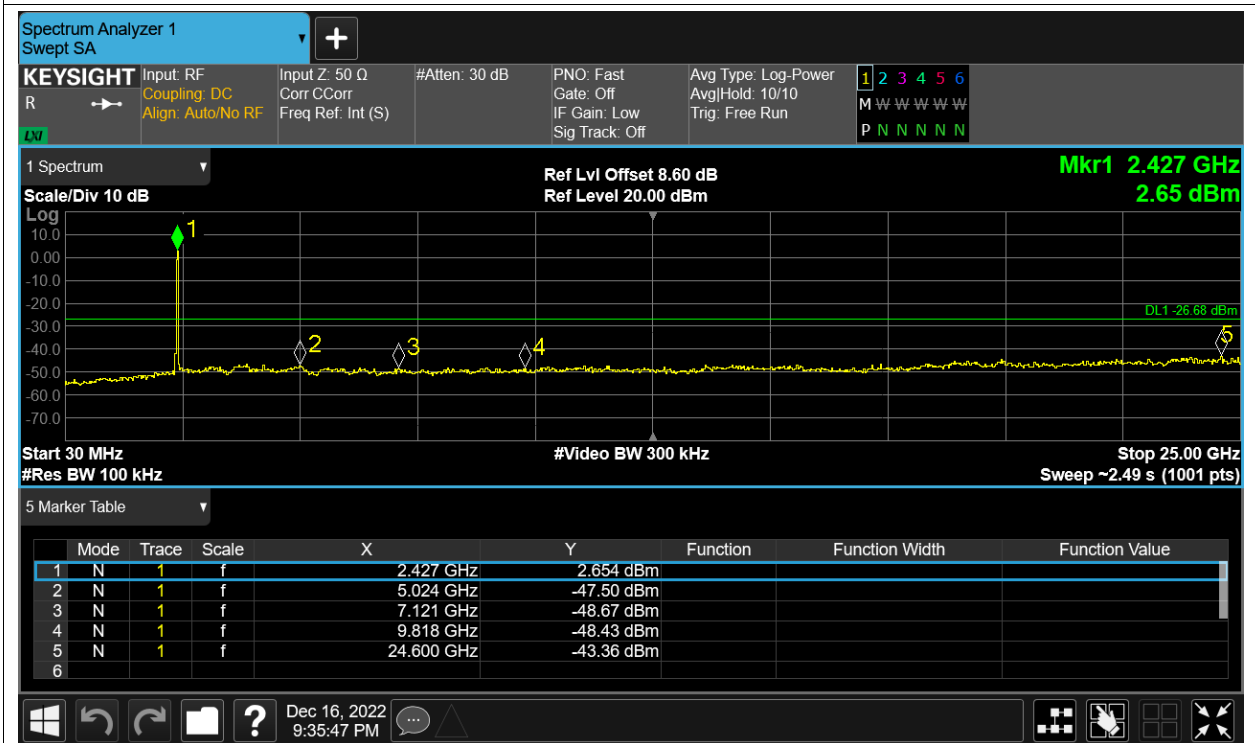 Spectrum Analyzer 1
Swept SA
+
KEYSIGHT Input: RF Input Z: 50 Ω #Atten: 30 dB PNO: Fast Avg Type: Log-Power 1 2 3 4 5 6
R Coupling: DC Corr CCorr Gate: Off Avg|Hold: 10/10 M W W W W W W
Align: Auto/No RF Freq Ref: Int (S) IF Gain: Low Trig: Free Run
LXI Sig Track: Off P N N N N N N
1 Spectrum
Ref Lvl Offset 8.60 dB
Mkr1 2.427 GHz
Scale/Div 10 dB Ref Level 20.00 dBm 2.65 dBm
Log
10.0
0.00
-10.0
-20.0
-30.0
-40.0
-50.0
-60.0
-70.0
1
DL1 -26.68 dBm
2 3 4 5
Start 30 MHz #Video BW 300 kHz Stop 25.00 GHz
#Res BW 100 kHz Sweep ~2.49 s (1001 pts)
5 Marker Table
Mode Trace Scale X Y Function Function Width Function Value
1 N 1 f 2.427 GHz 2.654 dBm
2 N 1 f 5.024 GHz -47.50 dBm
3 N 1 f 7.121 GHz -48.67 dBm
4 N 1 f 9.818 GHz -48.43 dBm
5 N 1 f 24.600 GHz -43.36 dBm
6
? Dec 16, 2022
9:35:47 PM